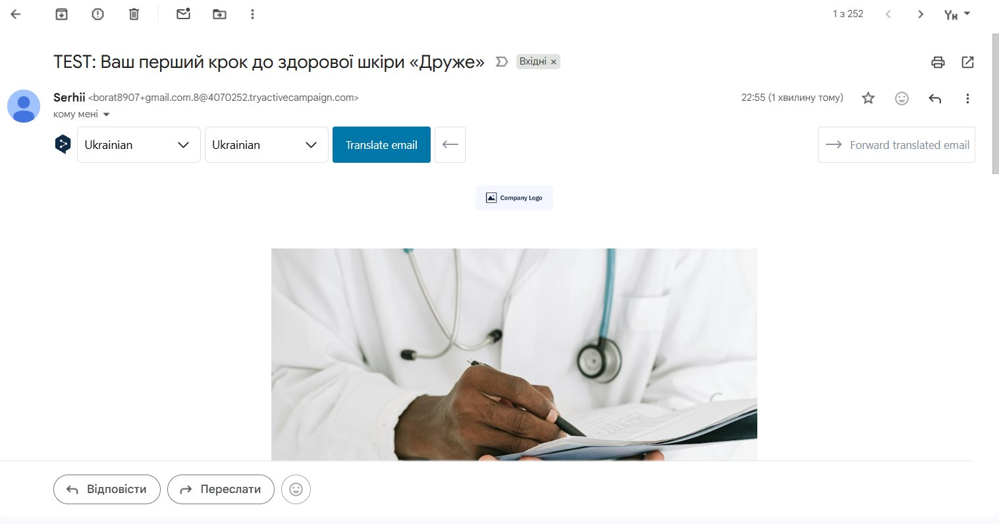 1 з 252
Ун
TEST: Ваш перший крок до здорової шкіри «Друже»
Вхідні ×
Serhii <borat8907+gmail.com.8@4070252.tryactivecampaign.com>
22:55 (1 хвилину тому)
кому мені
Ukrainian
Ukrainian
Translate email
Forward translated email
Company Logo
Відповісти
Переслати